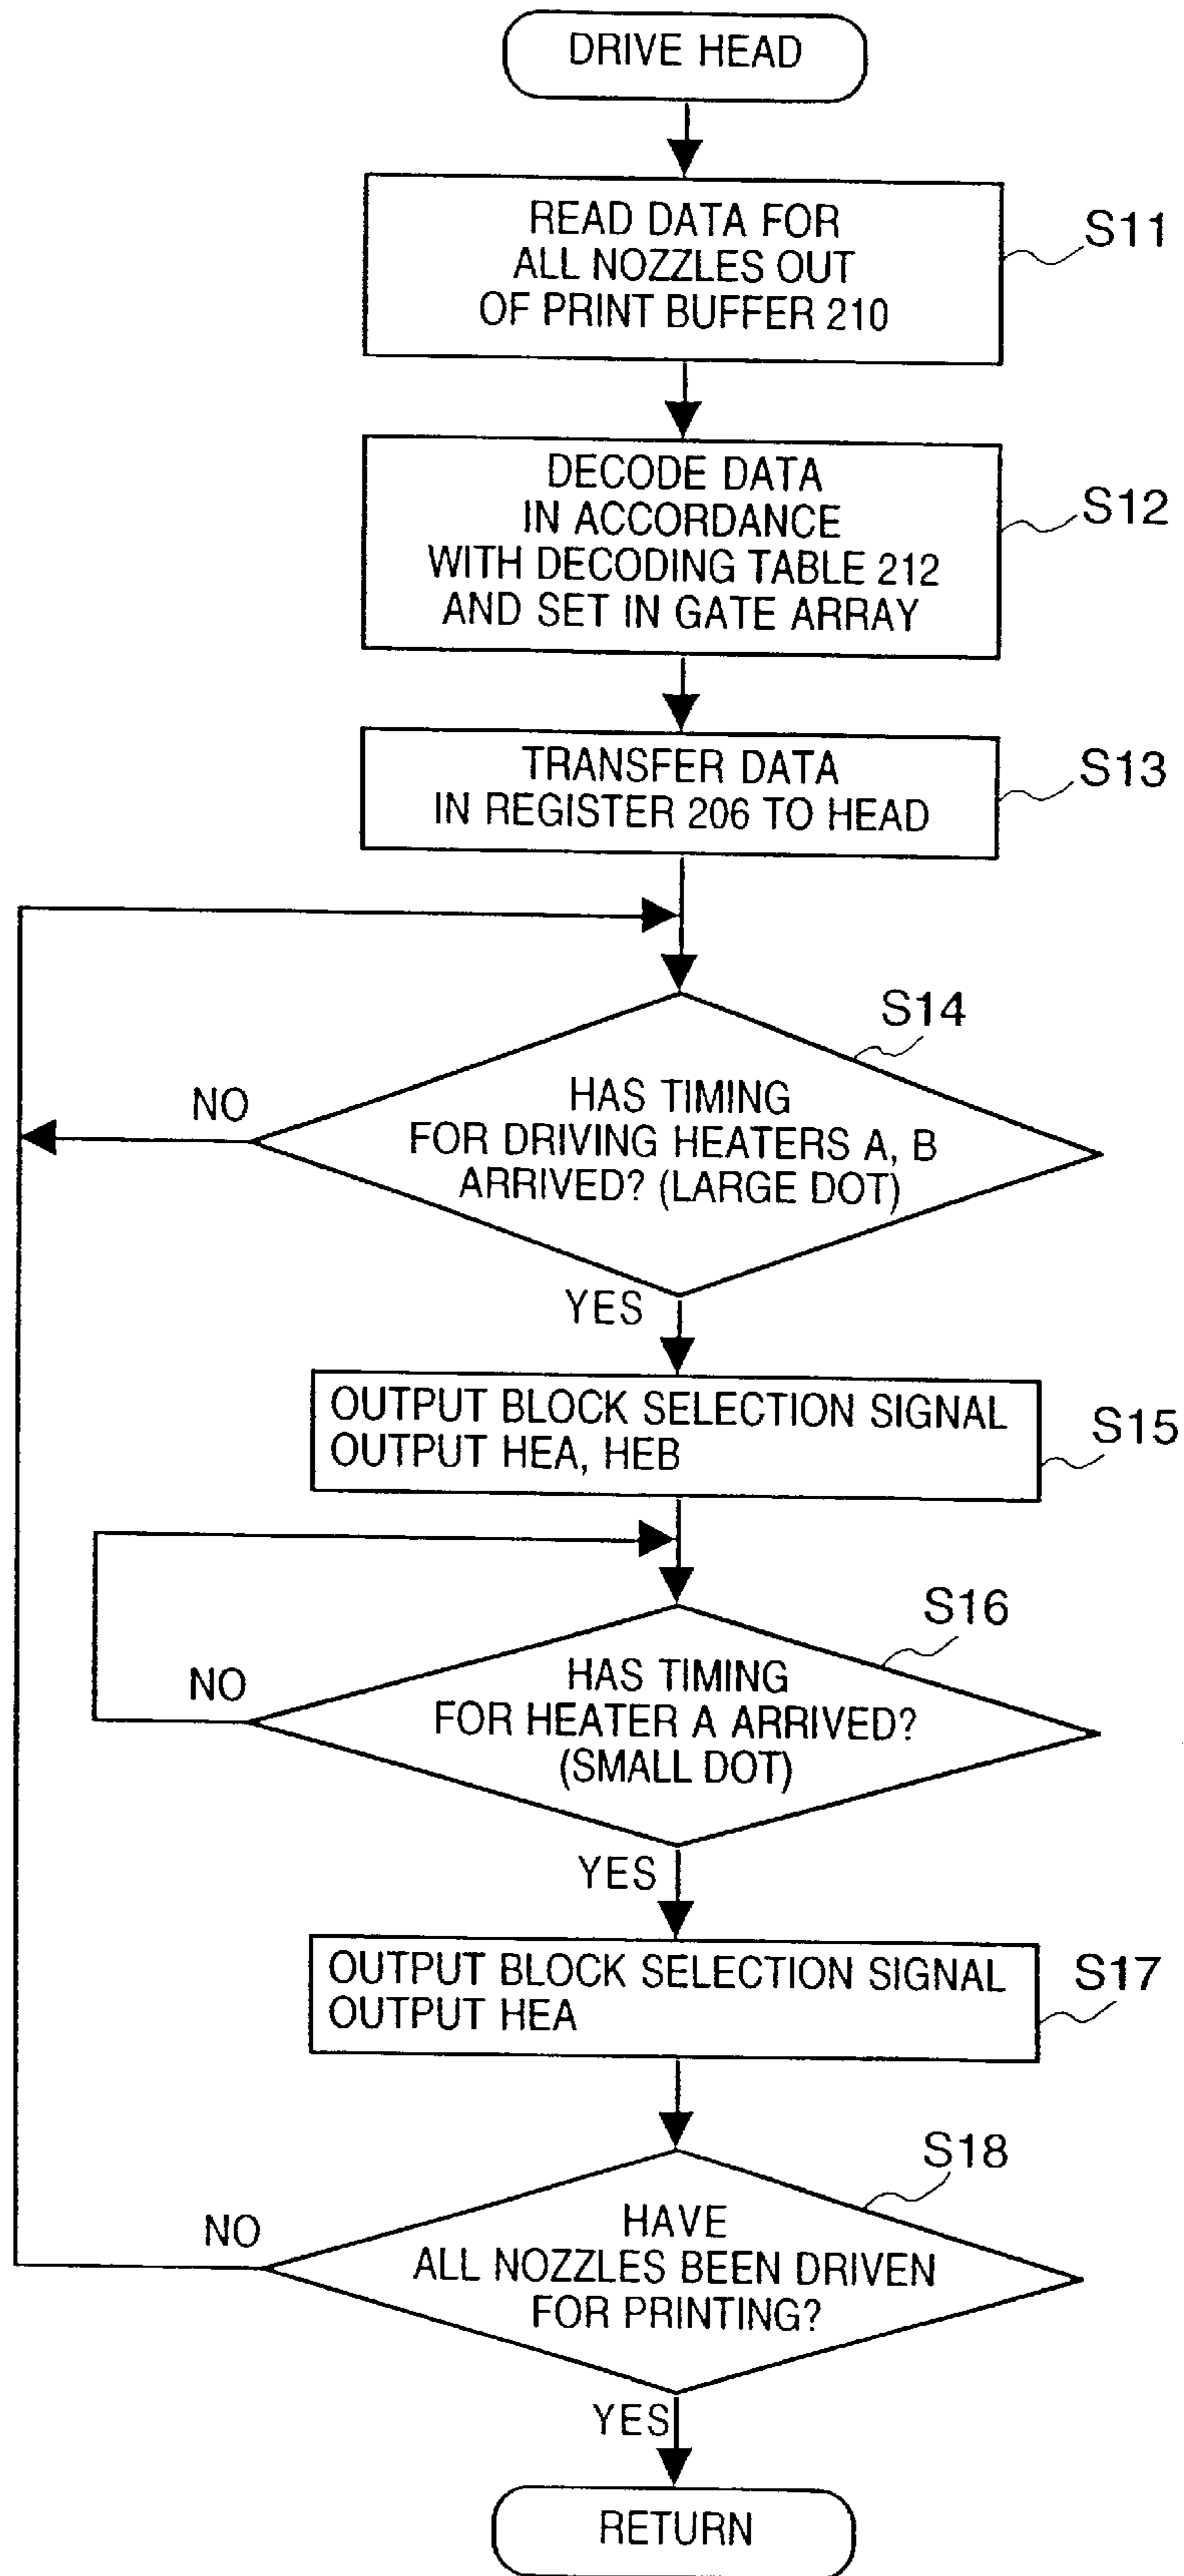 DRIVE HEAD
READ DATA FOR
ALL NOZZLES OUT
OF PRINT BUFFER 210
S11
DECODE DATA
IN ACCORDANCE
WITH DECODING TABLE 212
AND SET IN GATE ARRAY
S12
TRANSFER DATA
IN REGISTER 206 TO HEAD
S13
S14
HAS TIMING
FOR DRIVING HEATERS A, B
ARRIVED? (LARGE DOT)
NO
YES
OUTPUT BLOCK SELECTION SIGNAL
OUTPUT HEA, HEB
S15
S16
HAS TIMING
FOR HEATER A ARRIVED?
(SMALL DOT)
NO
YES
OUTPUT BLOCK SELECTION SIGNAL
OUTPUT HEA
S17
S18
HAVE
ALL NOZZLES BEEN DRIVEN
FOR PRINTING?
NO
YES
RETURN